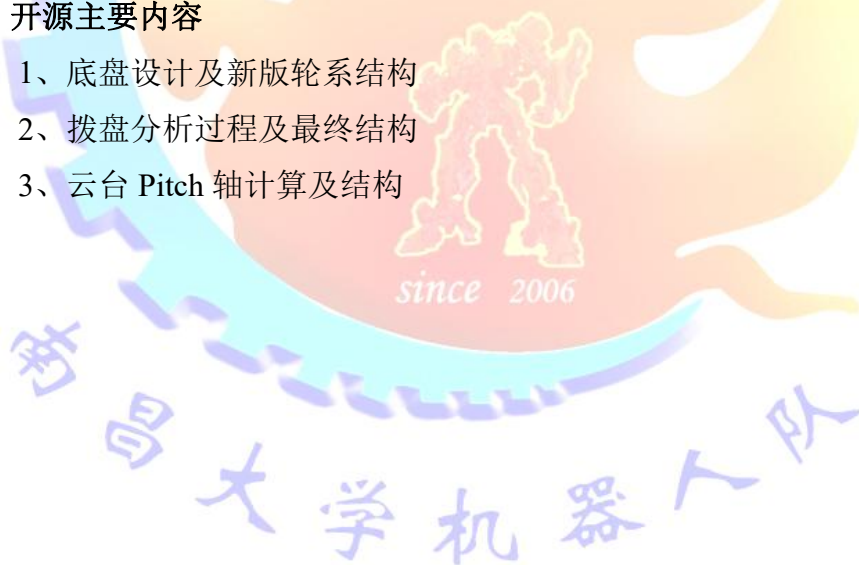 开源主要内容
1、底盘设计及新版轮系结构
2、拨盘分析过程及最终结构
3、云台 Pitch 轴计算及结构
since 2006
南昌大学机器人队